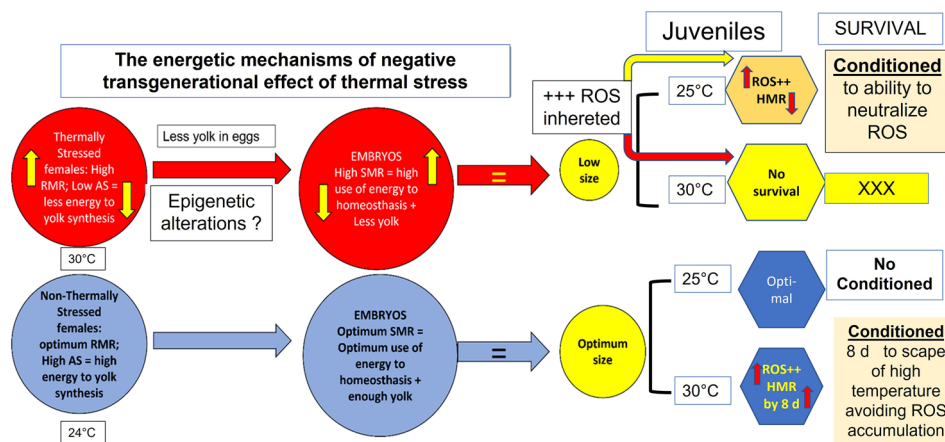 The energetic mechanisms of negative
transgenerational effect of thermal stress
Juveniles
SURVIVAL
Thermally
Stressed
females: High
RMR; Low AS =
less energy to
yolk synthesis
30°C
Less yolk in eggs
Epigenetic
alterations ?
EMBRYOS
High SMR = high
use of energy to
homeosthasis +
Less yolk
=
+++ ROS
inhereted
Low
size
25°C
ROS++
HMR
Conditioned
to ability to
neutralize
ROS
30°C
No
survival
XXX
Non-Thermally
Stressed
females:
optimum RMR;
High AS = high
energy to yolk
synthesis
24°C
EMBRYOS
Optimum SMR =
Optimum use of
energy to
homeosthasis +
enough yolk
=
Optimum
size
25°C
Opti-
mal
No
Conditioned
30°C
ROS++
HMR
by 8 d
Conditioned
8 d to scape
of high
temperature
avoiding ROS
accumulation